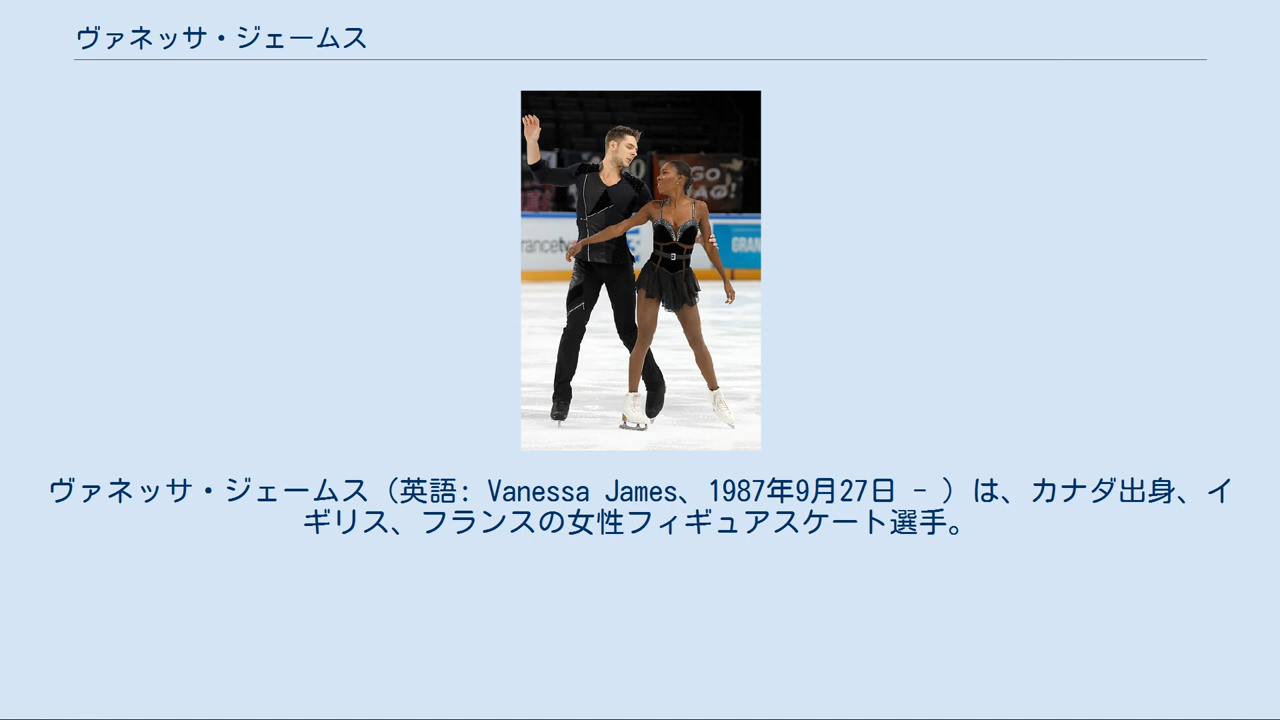 ヴァネッサ・ジェームス
GO
rancetv
GRAN
ヴァネッサ・ジェームス（英語: Vanessa James、1987年9月27日 - ）は、カナダ出身、イ
ギリス、フランスの女性フィギュアスケート選手。